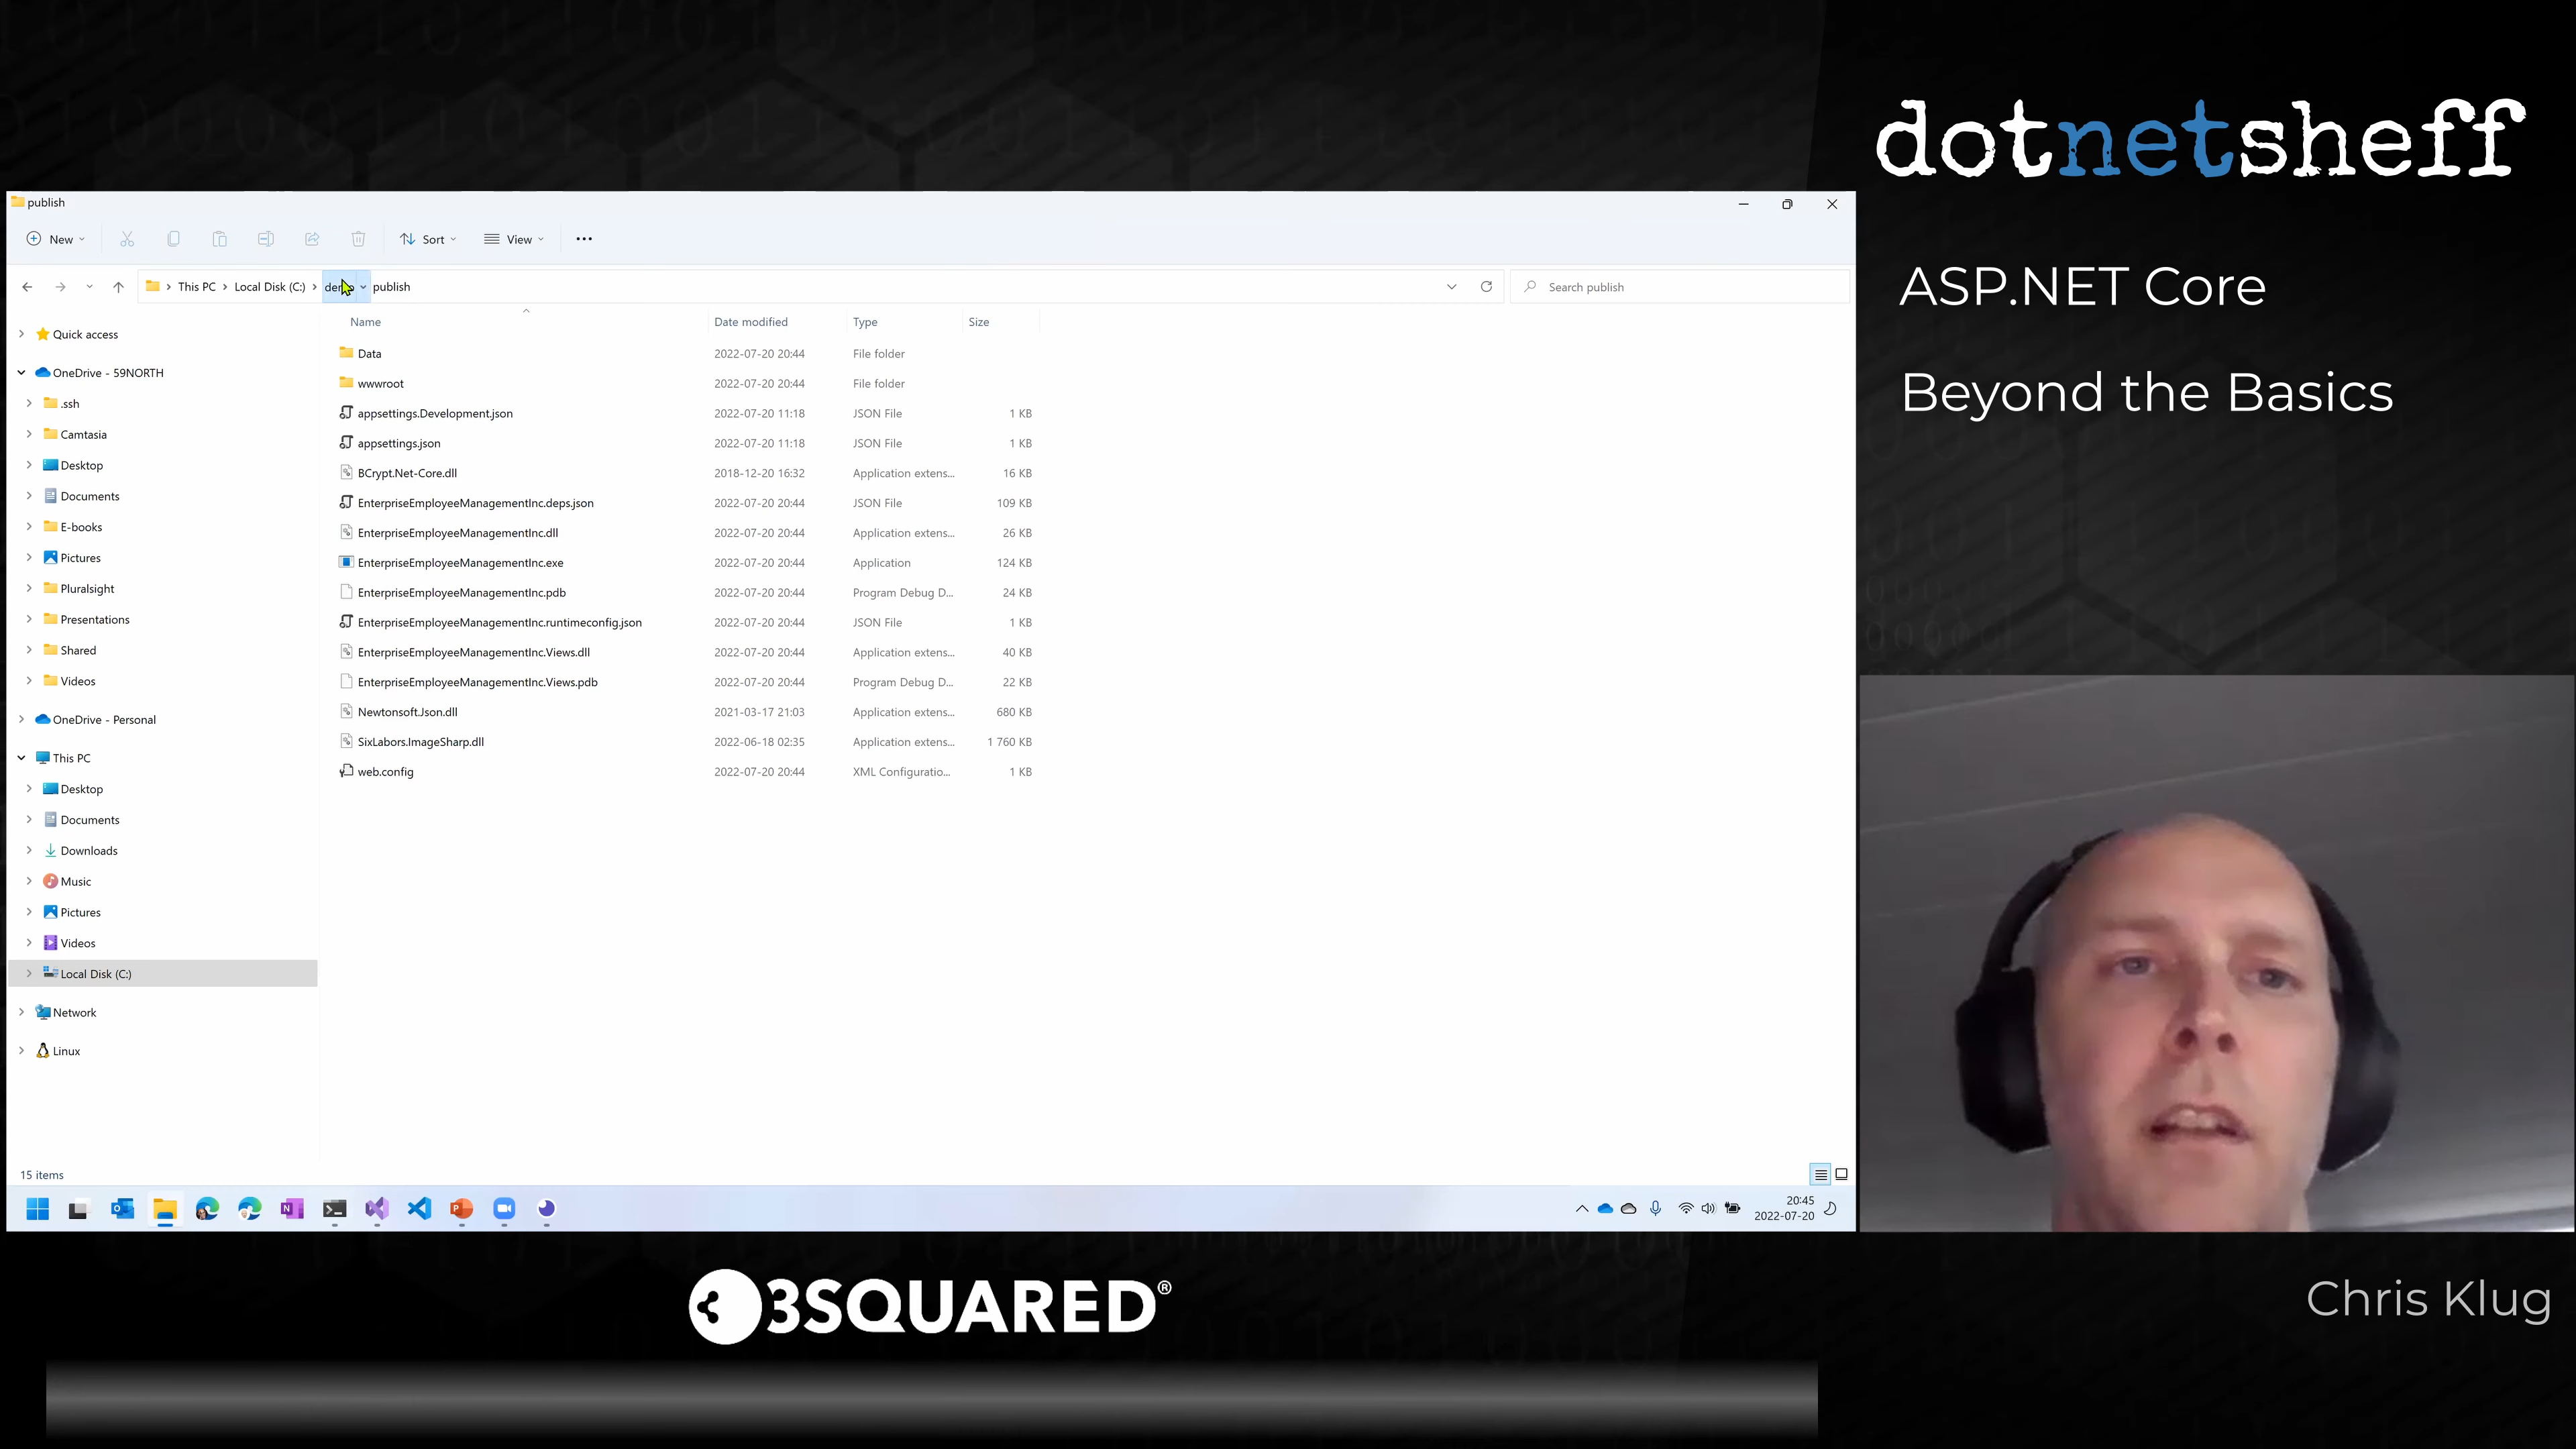 dotnetsheff
ASP.NET Core
Beyond the Basics
publish
New
Sort
View
This PC
Local Disk (C:)
publish
Search publish
Name
Date modified
Type
Size
Quick access
OneDrive - 59NORTH
.ssh
Camtasia
Desktop
Documents
E-books
Pictures
Pluralsight
Presentations
Shared
Videos
OneDrive - Personal
This PC
Desktop
Documents
Downloads
Music
Pictures
Videos
Local Disk (C:)
Network
Linux
Data 2022-07-20 20:44 File folder
wwwroot 2022-07-20 20:44 File folder
appsettings.Development.json 2022-07-20 11:18 JSON File 1 KB
appsettings.json 2022-07-20 11:18 JSON File 1 KB
BCrypt.Net-Core.dll 2018-12-20 16:32 Application extens... 16 KB
EnterpriseEmployeeManagementInc.deps.json 2022-07-20 20:44 JSON File 109 KB
EnterpriseEmployeeManagementInc.dll 2022-07-20 20:44 Application extens... 26 KB
EnterpriseEmployeeManagementInc.exe 2022-07-20 20:44 Application 124 KB
EnterpriseEmployeeManagementInc.pdb 2022-07-20 20:44 Program Debug D... 24 KB
EnterpriseEmployeeManagementInc.runtimeconfig.json 2022-07-20 20:44 JSON File 1 KB
EnterpriseEmployeeManagementInc.Views.dll 2022-07-20 20:44 Application extens... 40 KB
EnterpriseEmployeeManagementInc.Views.pdb 2022-07-20 20:44 Program Debug D... 22 KB
Newtonsoft.Json.dll 2021-03-17 21:03 Application extens... 680 KB
SixLabors.ImageSharp.dll 2022-06-18 02:35 Application extens... 1 760 KB
web.config 2022-07-20 20:44 XML Configuratio... 1 KB
15 items
20:45
2022-07-20
3SQUARED®
Chris Klug